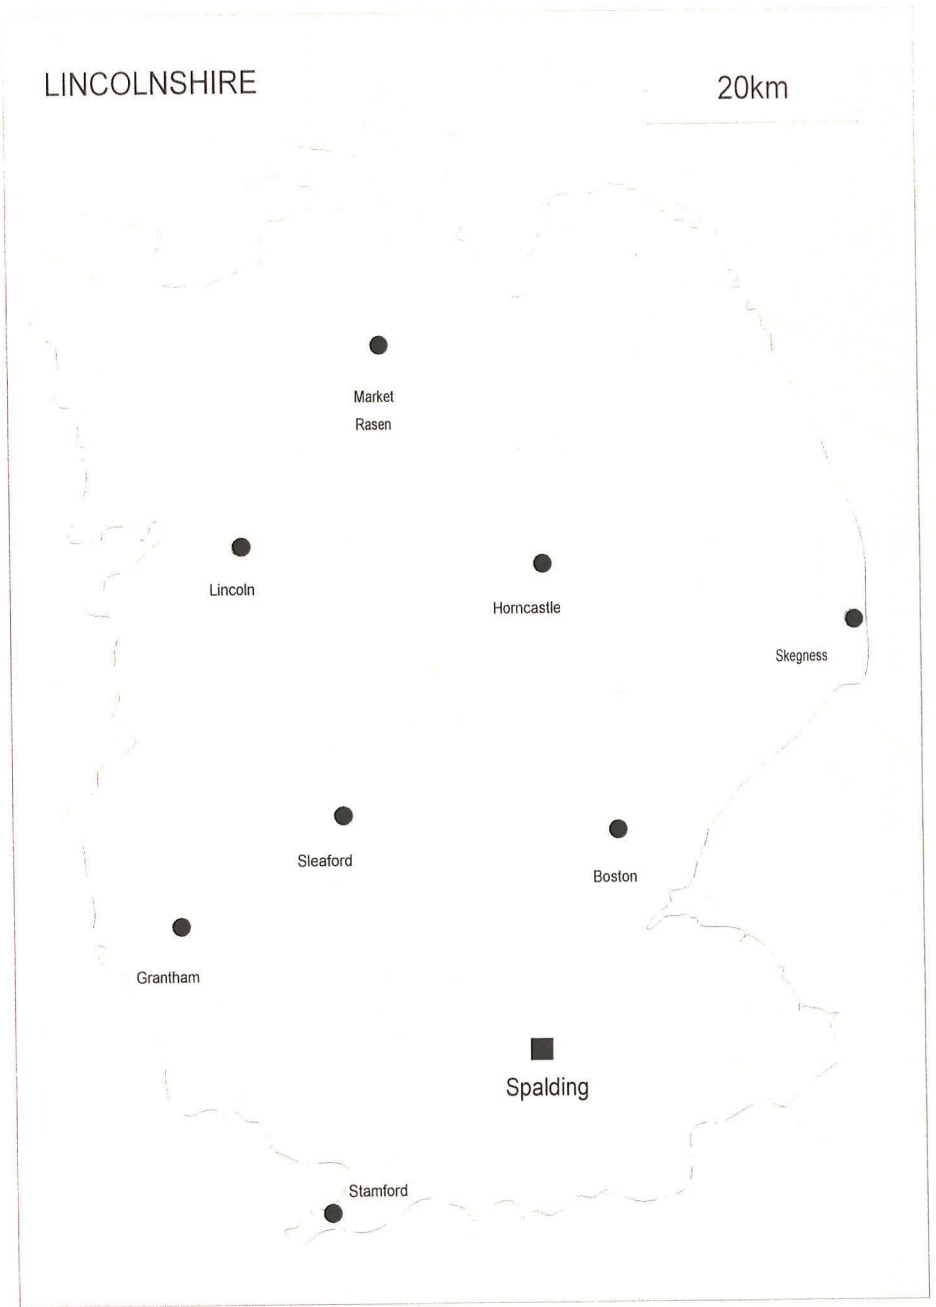 LINCOLNSHIRE
20km
Market
Rasen
Lincoln
Horncastle
Skegness
Sleaford
Boston
Grantham
Spalding
Stamford